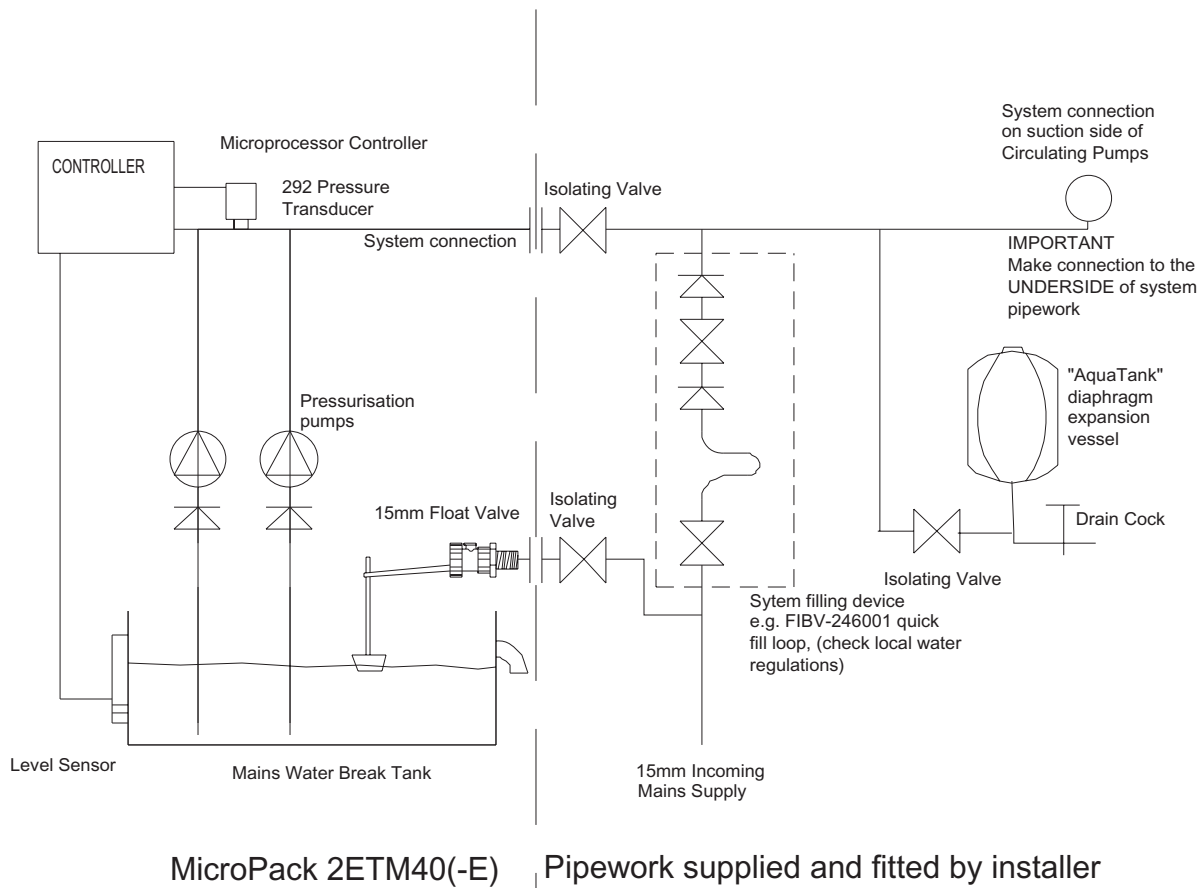 System connection
on suction side of
Circulating Pumps
Microprocessor Controller
CONTROLLER
292 Pressure
Transducer
Isolating Valve
System connection
IMPORTANT
Make connection to the
UNDERSIDE of system
pipework
"AquaTank"
diaphragm
expansion
vessel
Pressurisation
pumps
15mm Float Valve
Isolating
Valve
Drain Cock
Isolating Valve
Sytem filling device
e.g. FIBV-246001 quick
fill loop, (check local water
regulations)
Level Sensor
Mains Water Break Tank
15mm Incoming
Mains Supply
MicroPack 2ETM40(-E)
Pipework supplied and fitted by installer